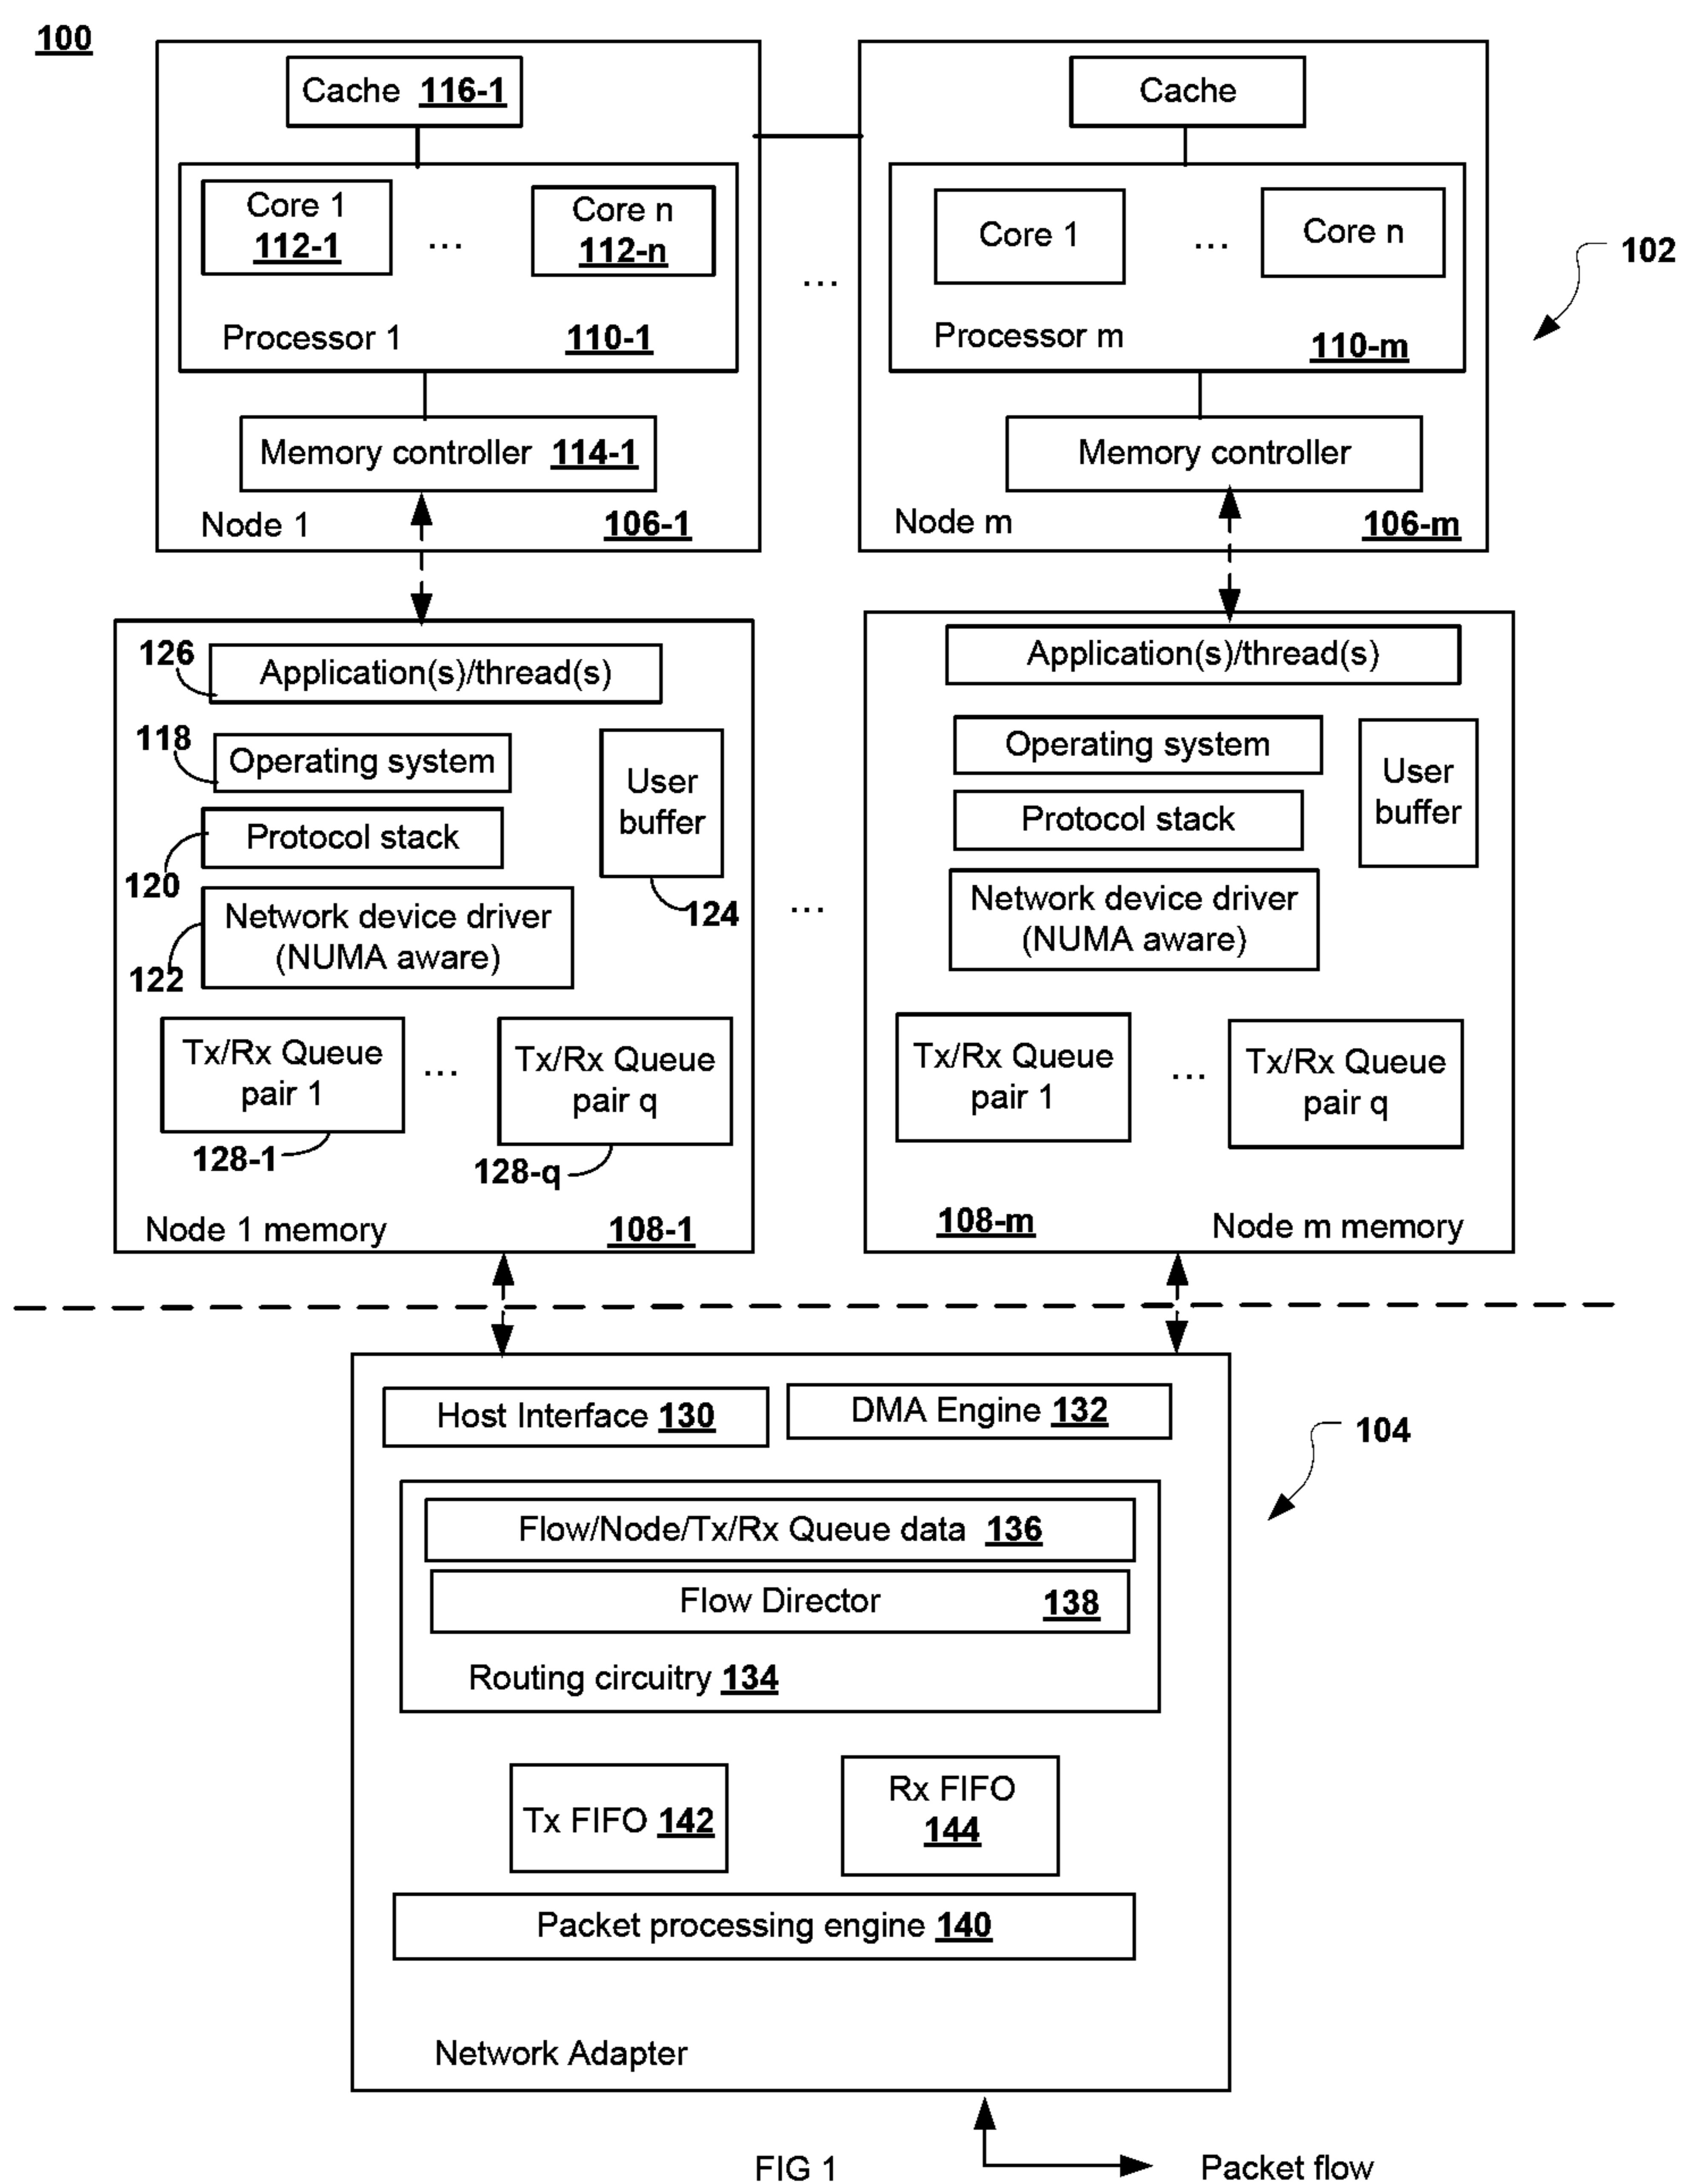 100
Cache 116-1
Core 1
112-1
...
Core n
112-n
Processor 1
110-1
Memory controller 114-1
Node 1
106-1
...
Cache
Core 1
...
Core n
Processor m
110-m
Memory controller
Node m
106-m
102
126
Application(s)/thread(s)
118
Operating system
User
buffer
124
Protocol stack
120
Network device driver
(NUMA aware)
122
Tx/Rx Queue
pair 1
128-1
...
Tx/Rx Queue
pair q
128-q
Node 1 memory
108-1
...
Application(s)/thread(s)
Operating system
User
buffer
Protocol stack
Network device driver
(NUMA aware)
Tx/Rx Queue
pair 1
...
Tx/Rx Queue
pair q
108-m
Node m memory
Host Interface 130
DMA Engine 132
104
Flow/Node/Tx/Rx Queue data 136
Flow Director 138
Routing circuitry 134
Tx FIFO 142
Rx FIFO
144
Packet processing engine 140
Network Adapter
FIG 1
Packet flow